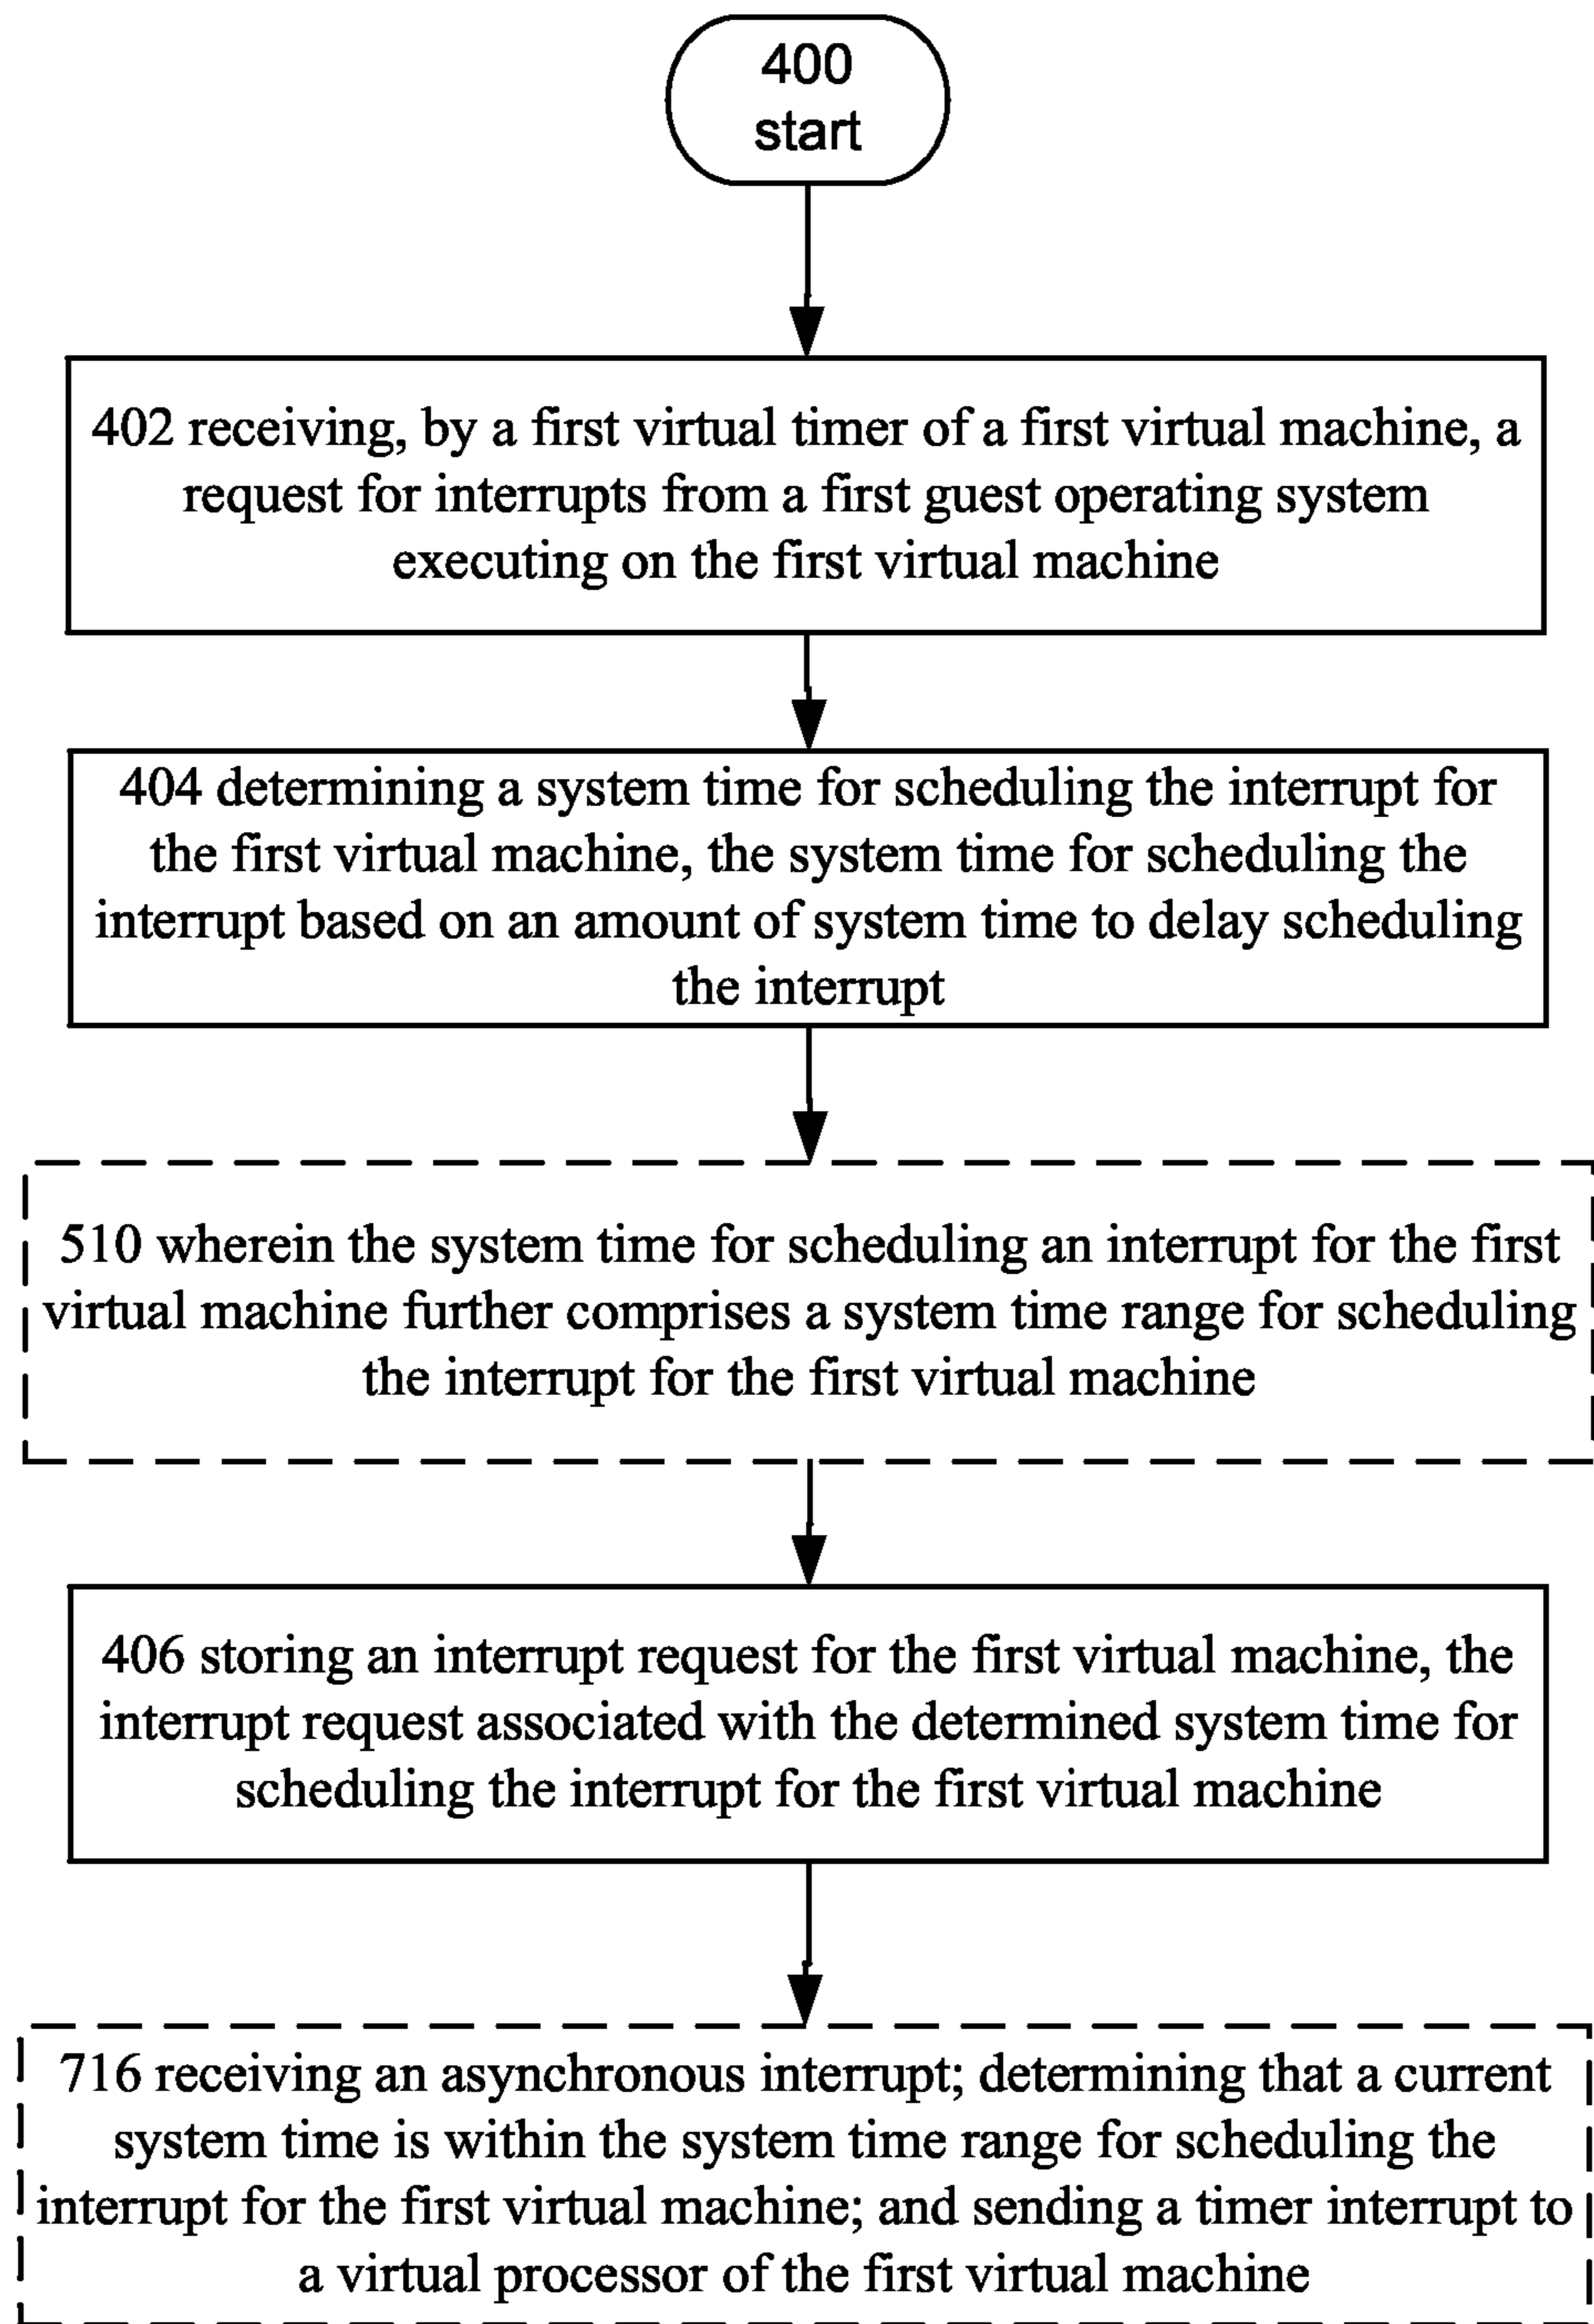 400
start
402 receiving, by a first virtual timer of a first virtual machine, a
request for interrupts from a first guest operating system
executing on the first virtual machine
404 determining a system time for scheduling the interrupt for
the first virtual machine, the system time for scheduling the
interrupt based on an amount of system time to delay scheduling
the interrupt
510 wherein the system time for scheduling an interrupt for the first
virtual machine further comprises a system time range for scheduling
the interrupt for the first virtual machine
406 storing an interrupt request for the first virtual machine, the
interrupt request associated with the determined system time for
scheduling the interrupt for the first virtual machine
716 receiving an asynchronous interrupt; determining that a current
system time is within the system time range for scheduling the
interrupt for the first virtual machine; and sending a timer interrupt to
a virtual processor of the first virtual machine